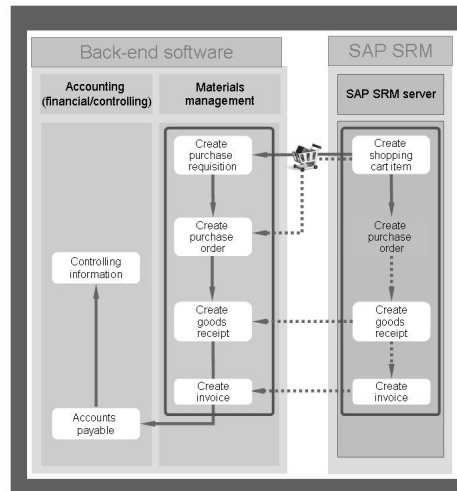 Back-end software
SAP SRM
Accounting
(financial/controlling)
Materials
management
SAP SRM server
Create
purchase
requisition
Create
shopping
cart item
Create
purchase
order
Create
purchase
order
Controlling
information
Create
goods
receipt
Create
goods
receipt
Create
invoice
Create
invoice
Accounts
payable